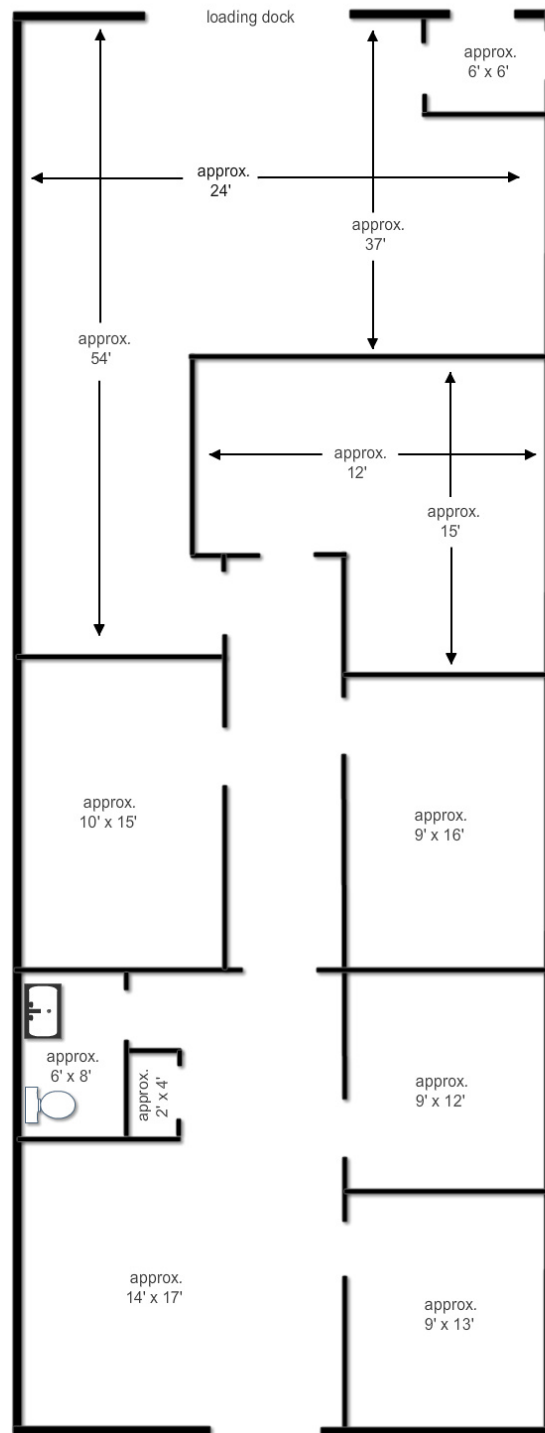 loading dock
approx.
6' x 6'
approx.
24'
approx.
37'
approx.
54'
approx.
12'
approx.
15'
approx.
10' x 15'
approx.
9' x 16'
approx.
6' x 8'
approx.
2' x 4'
approx.
9' x 12'
approx.
14' x 17'
approx.
9' x 13'